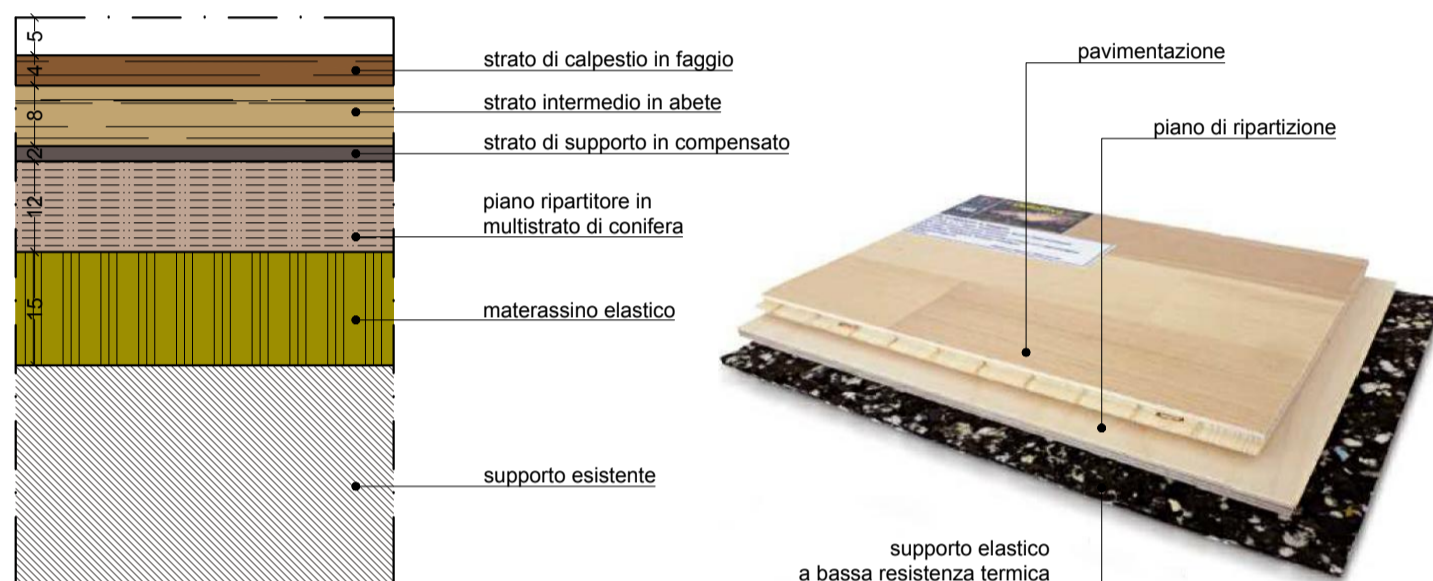 5
4
8
2
12
15
strato di calpestio in faggio
strato intermedio in abete
strato di supporto in compensato
piano ripartitore in
multistrato di conifera
materassino elastico
supporto esistente
pavimentazione
piano di ripartizione
supporto elastico
a bassa resistenza termica